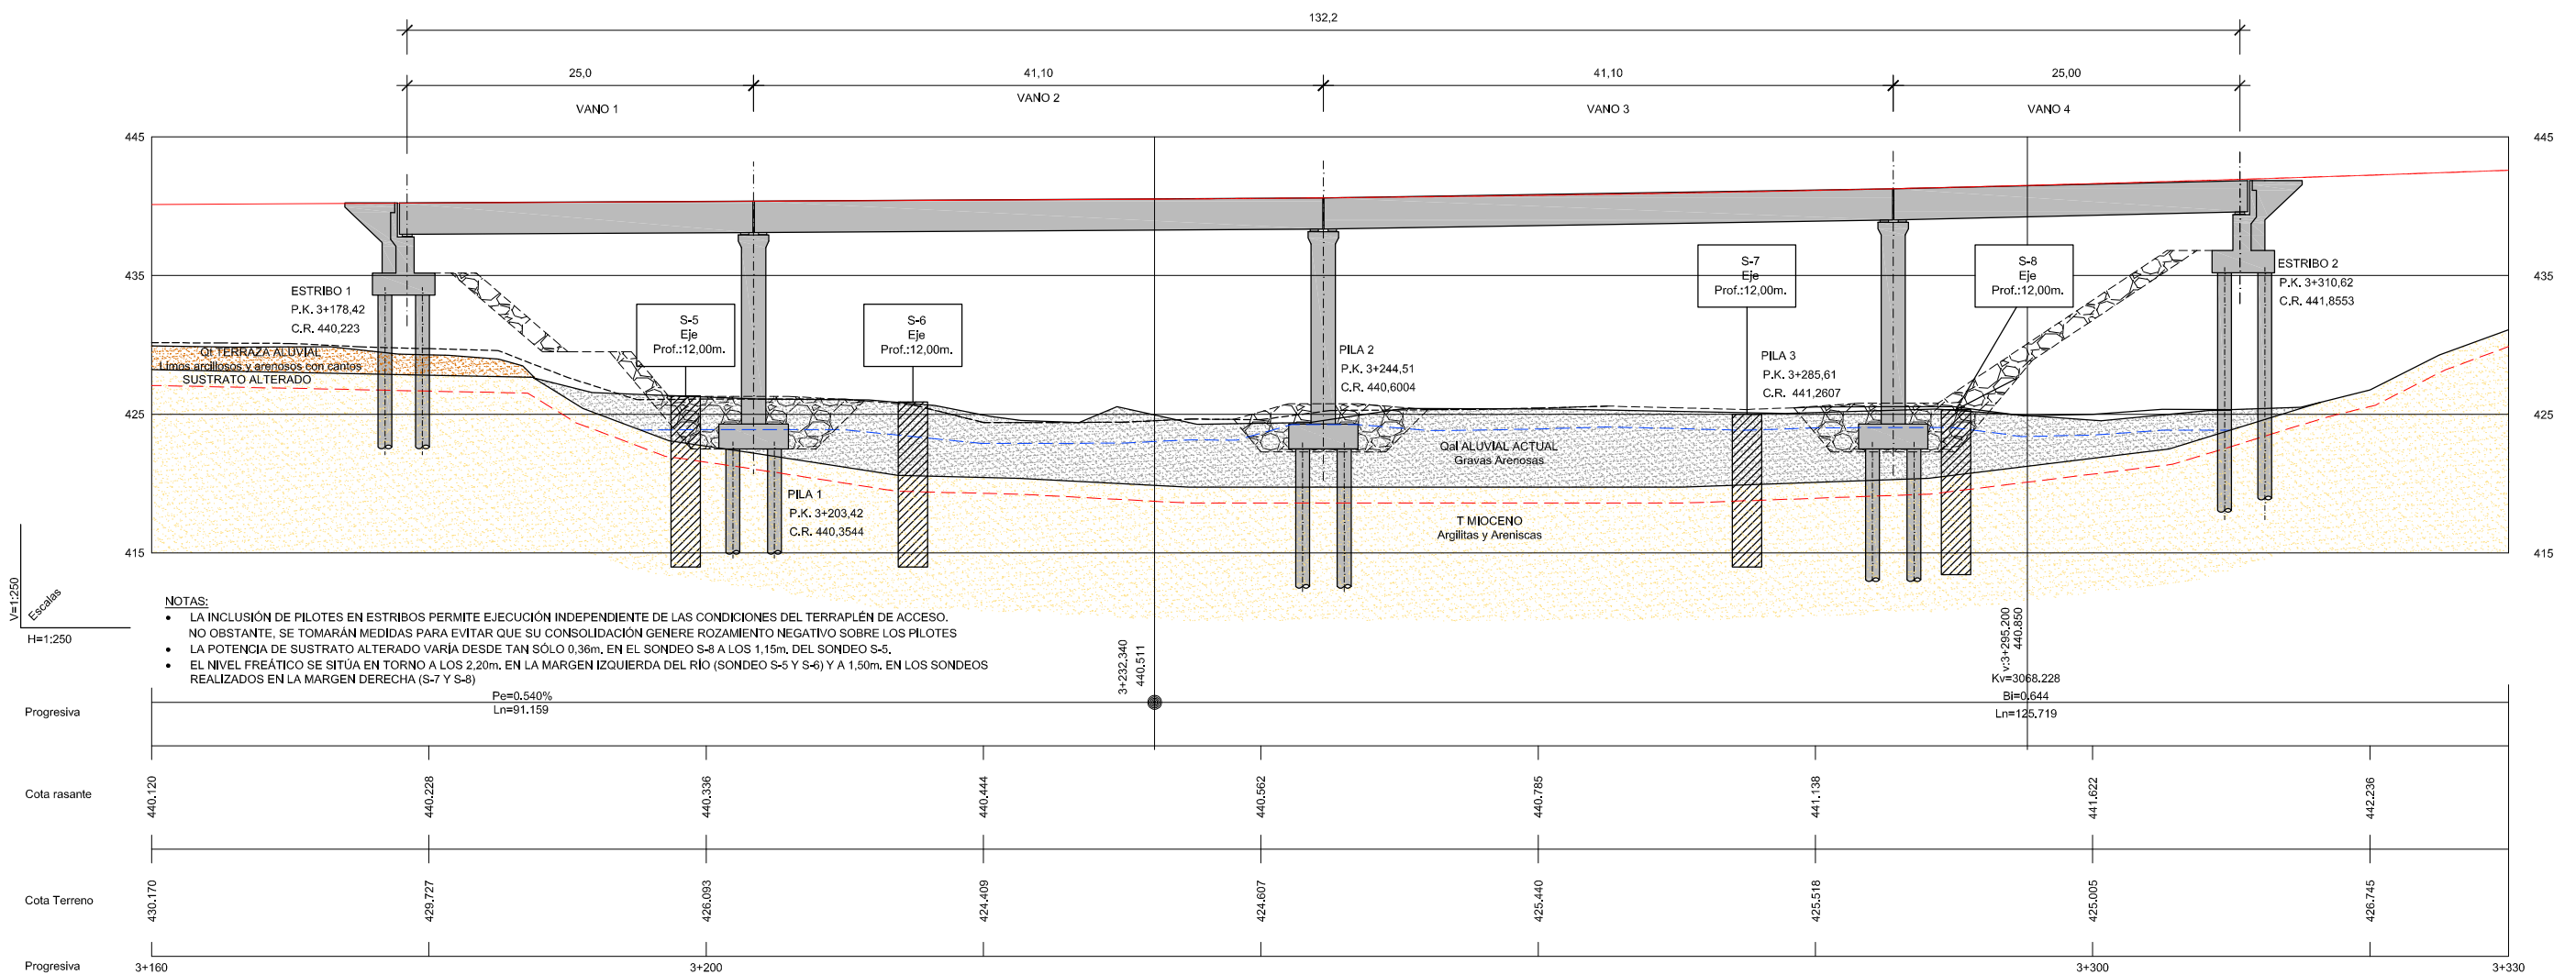 132,2
25,0
41,10
41,10
25,00
VANO 1
VANO 2
VANO 3
VANO 4
445
445
435
435
425
425
415
415
ESTRIBO 1
P.K. 3+178,42
C.R. 440,223
S-5
Eje
Prof.:12,00m.
S-6
Eje
Prof.:12,00m.
S-7
Eje
Prof.:12,00m.
S-8
Eje
Prof.:12,00m.
ESTRIBO 2
P.K. 3+310,62
C.R. 441,8553
Qt TERRAZA ALUVIAL
Limos arcillosos y arenosos con cantos
SUSTRATO ALTERADO
PILA 2
P.K. 3+244,51
C.R. 440,6004
PILA 3
P.K. 3+285,61
C.R. 441,2607
Qal ALUVIAL ACTUAL
Gravas Arenosas
PILA 1
P.K. 3+203,42
C.R. 440,3544
T MIOCENO
Argilitas y Areniscas
V=1:250
Escalas
H=1:250
NOTAS:
• LA INCLUSIÓN DE PILOTES EN ESTRIBOS PERMITE EJECUCIÓN INDEPENDIENTE DE LAS CONDICIONES DEL TERRAPLÉN DE ACCESO.
NO OBSTANTE, SE TOMARÁN MEDIDAS PARA EVITAR QUE SU CONSOLIDACIÓN GENERE ROZAMIENTO NEGATIVO SOBRE LOS PILOTES
• LA POTENCIA DE SUSTRATO ALTERADO VARÍA DESDE TAN SÓLO 0,36m. EN EL SONDEO S-8 A LOS 1,15m. DEL SONDEO S-5.
• EL NIVEL FREÁTICO SE SITÚA EN TORNO A LOS 2,20m. EN LA MARGEN IZQUIERDA DEL RÍO (SONDEO S-5 Y S-6) Y A 1,50m. EN LOS SONDEOS
REALIZADOS EN LA MARGEN DERECHA (S-7 Y S-8)
3+232.340
440.511
v:3+295.200
440.850
Kv=3068.228
Bi=0.644
Ln=125.719
Pe=0.540%
Ln=91.159
Progresiva
Cota rasante
440.120
440.228
440.336
440.444
440.562
440.785
441.138
441.622
442.236
Cota Terreno
430.170
429.727
426.093
424.409
424.607
425.440
425.518
425.005
426.745
Progresiva
3+160
3+200
3+300
3+330